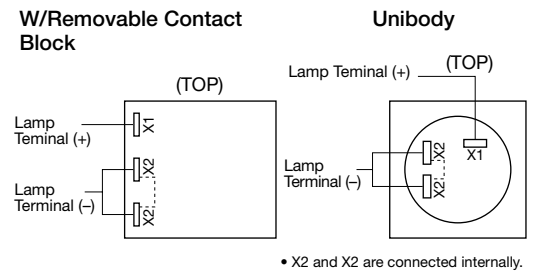 W/Removable Contact
Block
(TOP)
Lamp
Teminal (+)
X1
X2
Lamp
Terminal (–)
X2
Unibody
Lamp Teminal (+)
(TOP)
X2
X1
Lamp
Terminal (–)
X2
• X2 and X2 are connected internally.